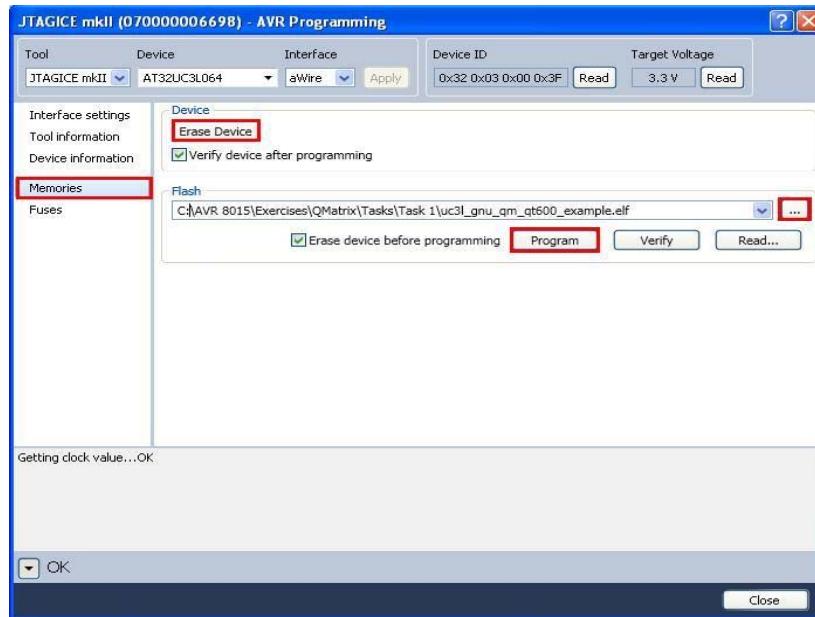 JTAGICE mkII (070000006698) - AVR Programming
Tool Device Interface Device ID Target Voltage
JTAGICE mkII AT32UC3L064 aWire Apply 0x32 0x03 0x00 0x3F Read 3.3 V Read
Interface settings
Tool information
Device information
Memories
Fuses
Device
Erase Device
Verify device after programming
Flash
C:\AVR 8015\Exercises\QMatrix\Tasks\Task 1\uc3l_gnu_qm_qt600_example.elf ...
Erase device before programming Program Verify Read...
Getting clock value...OK
OK
Close